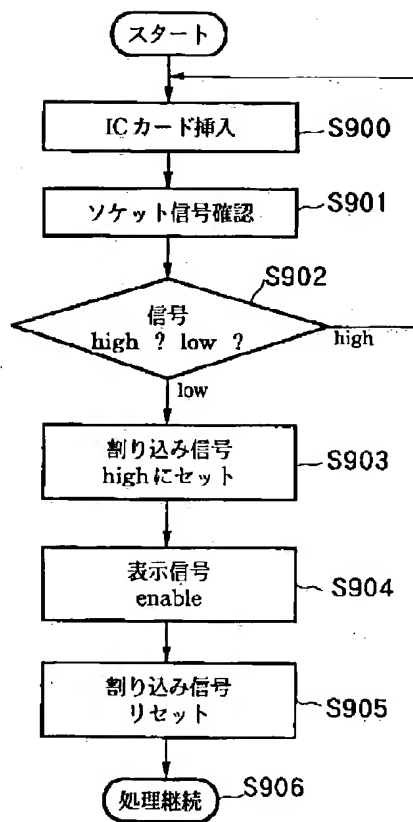 スタート
ICカード挿入
S900
ソケット信号確認
S901
S902
信号
high ? low ?
high
low
割り込み信号
highにセット
S903
表示信号
enable
S904
割り込み信号
リセット
S905
処理継続
S906